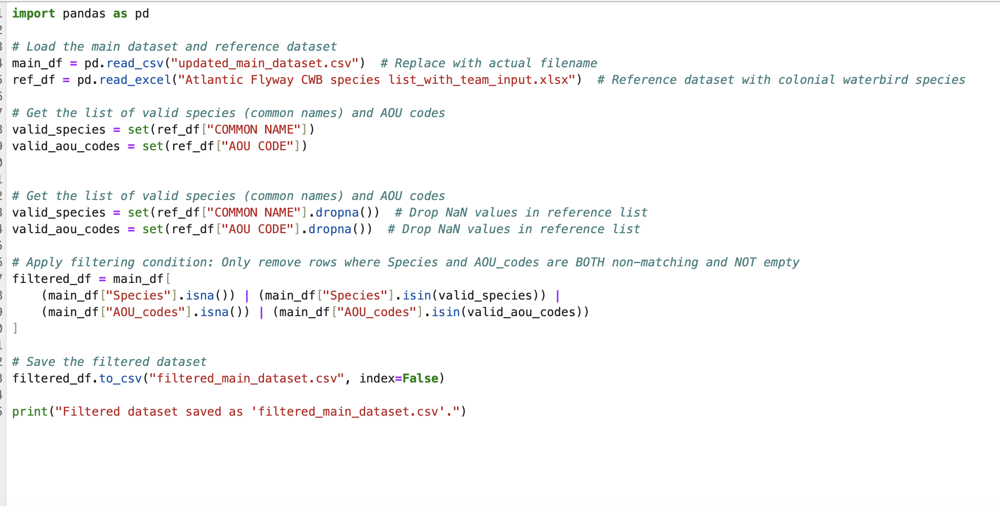 import pandas as pd
# Load the main dataset and reference dataset
main_df = pd.read_csv("updated_main_dataset.csv")  # Replace with actual filename
ref_df = pd.read_excel("Atlantic Flyway CWB species list_with_team_input.xlsx")  # Reference dataset with colonial waterbird species
# Get the list of valid species (common names) and AOU codes
valid_species = set(ref_df["COMMON NAME"])
valid_aou_codes = set(ref_df["AOU CODE"])
# Get the list of valid species (common names) and AOU codes
valid_species = set(ref_df["COMMON NAME"].dropna())  # Drop NaN values in reference list
valid_aou_codes = set(ref_df["AOU CODE"].dropna())  # Drop NaN values in reference list
# Apply filtering condition: Only remove rows where Species and AOU_codes are BOTH non-matching and NOT empty
filtered_df = main_df[
    (main_df["Species"].isna()) | (main_df["Species"].isin(valid_species)) |
    (main_df["AOU_codes"].isna()) | (main_df["AOU_codes"].isin(valid_aou_codes))
]
# Save the filtered dataset
filtered_df.to_csv("filtered_main_dataset.csv", index=False)
print("Filtered dataset saved as 'filtered_main_dataset.csv'.")